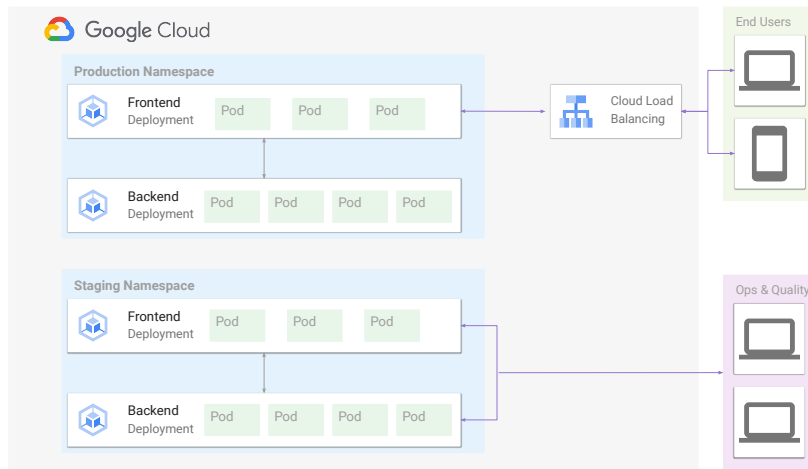 Google Cloud
End Users
Production Namespace
Frontend
Deployment
Pod
Pod
Pod
Cloud Load
Balancing
Backend
Deployment
Pod
Pod
Pod
Pod
Staging Namespace
Ops & Quality
Frontend
Deployment
Pod
Pod
Pod
Backend
Deployment
Pod
Pod
Pod
Pod